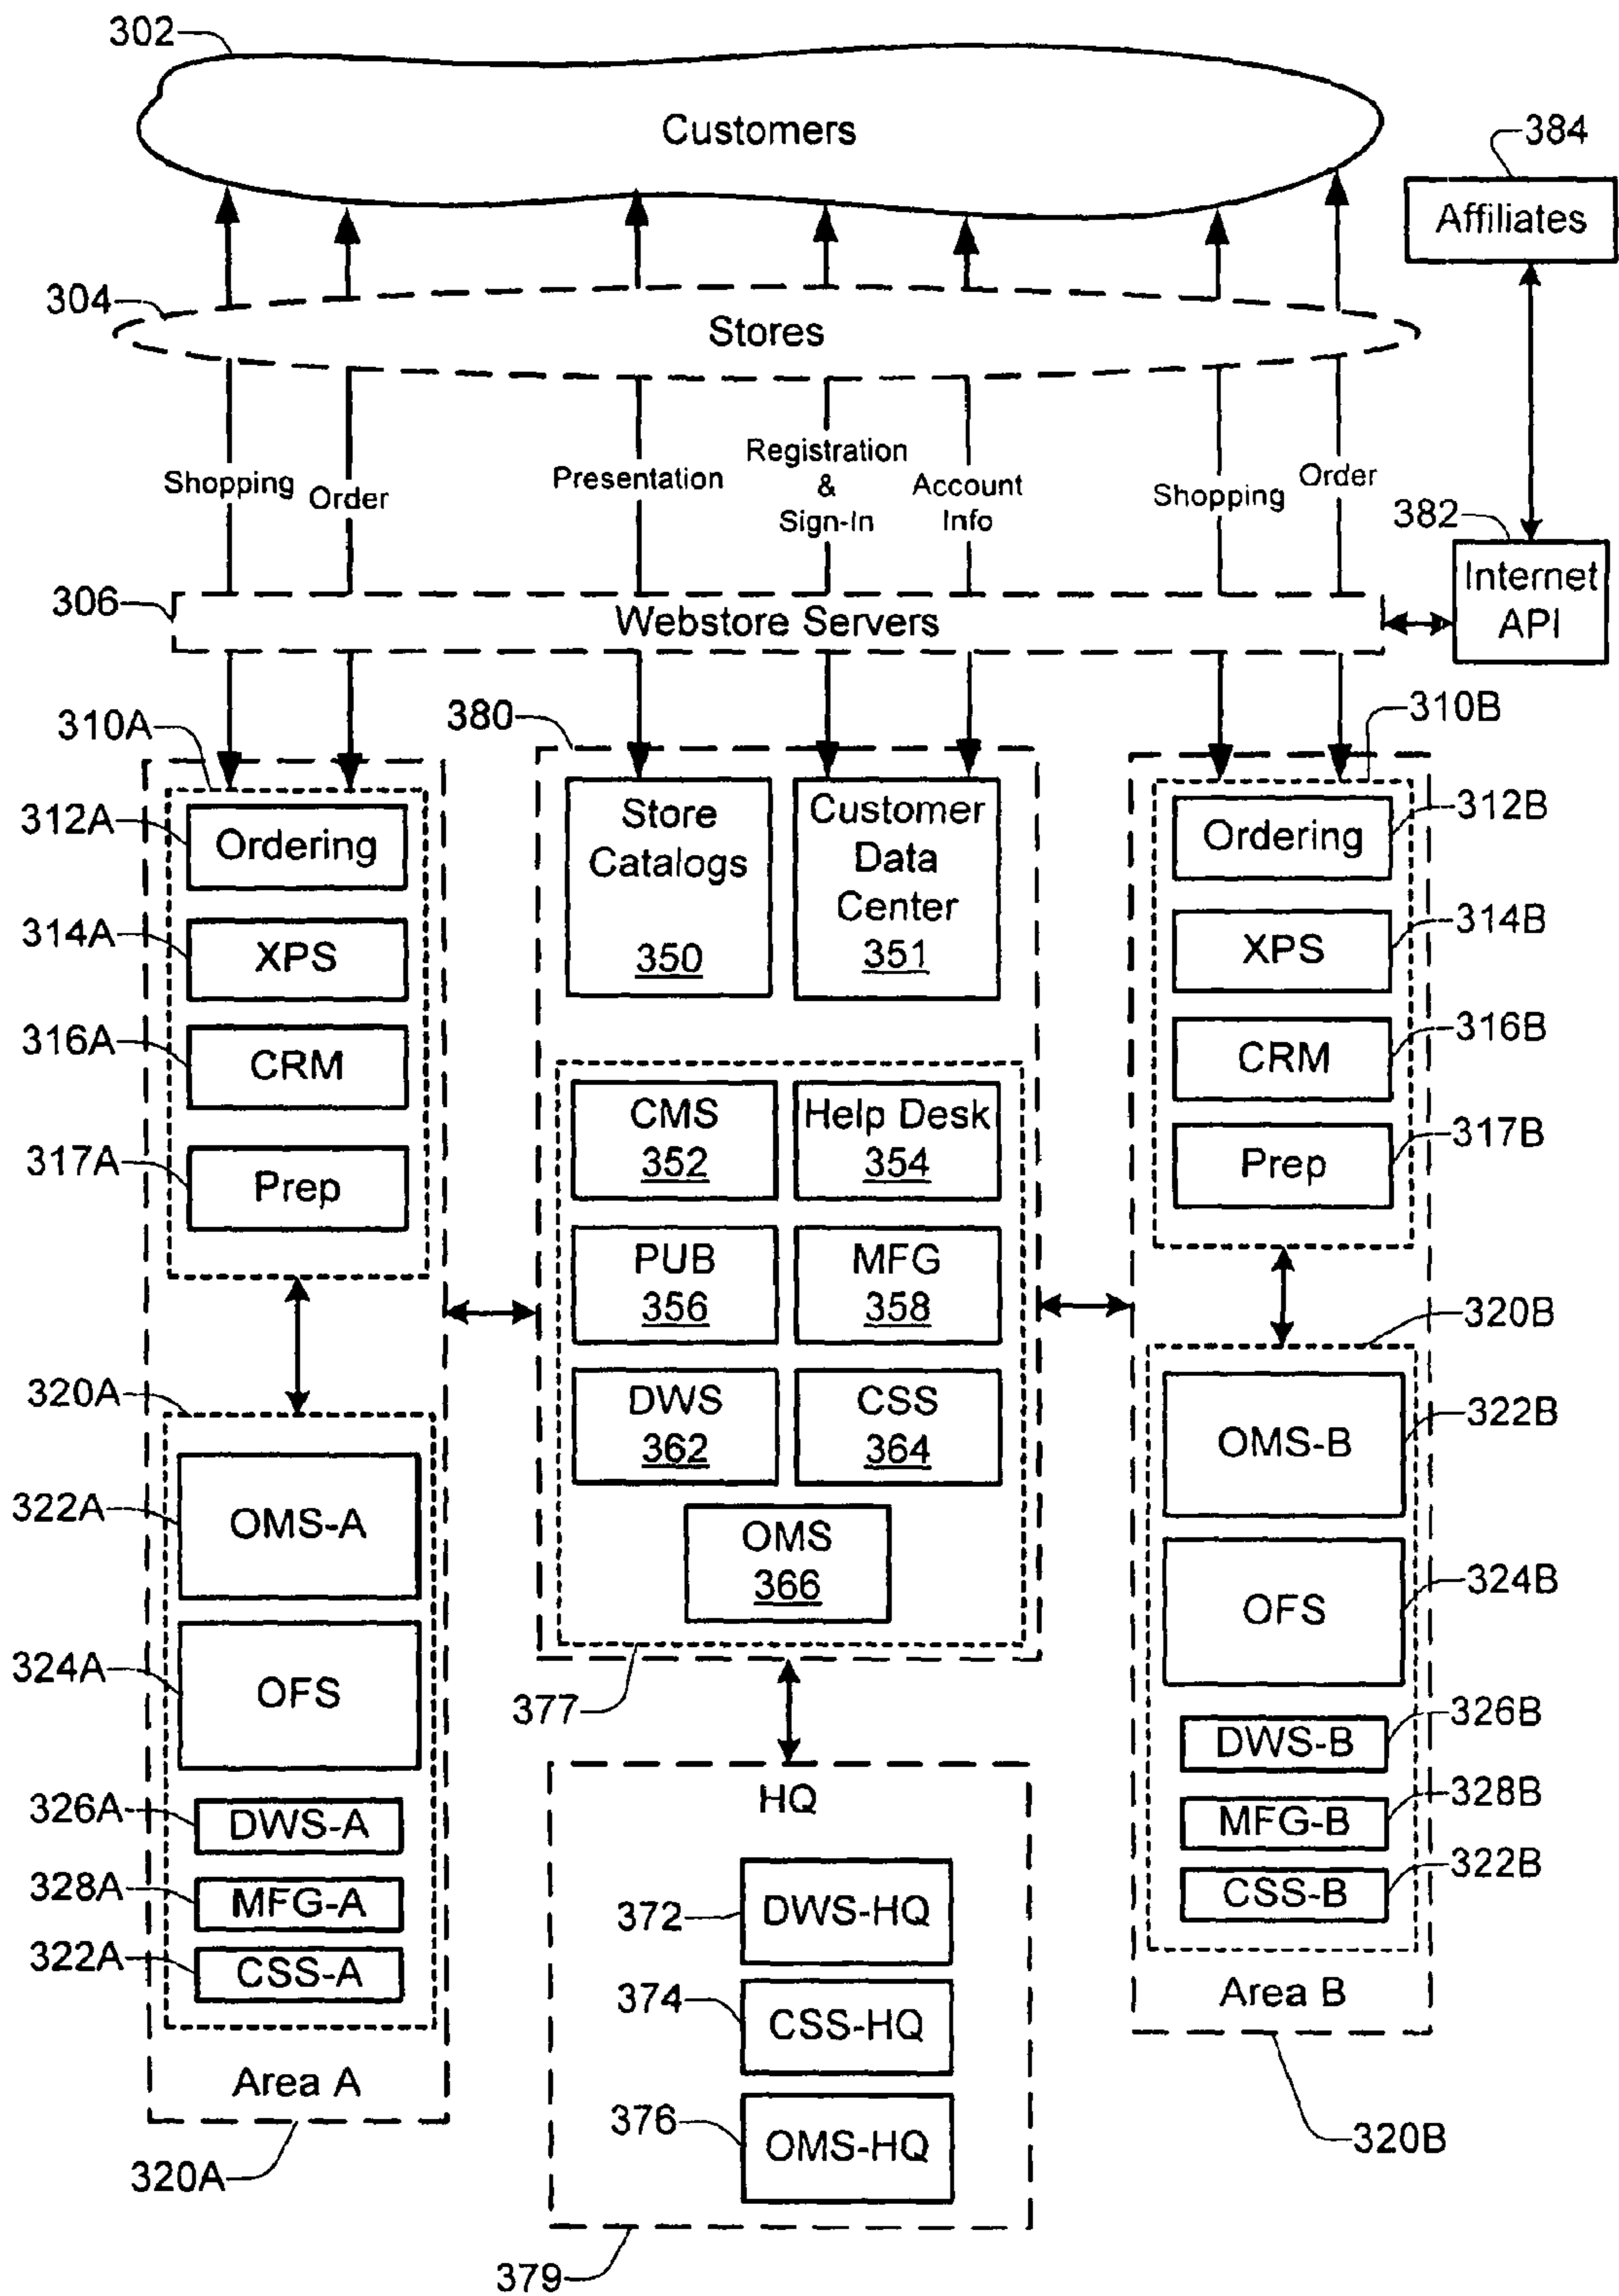 302
Customers
384
Affiliates
304
Stores
Shopping
Order
Presentation
Registration
&
Sign-In
Account
Info
Shopping
Order
382
Internet
API
306
Webstore Servers
310A
380
310B
312A
Ordering
314A
XPS
316A
CRM
317A
Prep
320A
322A
OMS-A
324A
OFS
326A
DWS-A
328A
MFG-A
322A
CSS-A
Area A
320A
Store
Catalogs
350
Customer
Data
Center
351
CMS
352
Help Desk
354
PUB
356
MFG
358
DWS
362
CSS
364
OMS
366
377
HQ
372
DWS-HQ
374
CSS-HQ
376
OMS-HQ
379
Ordering
312B
XPS
314B
CRM
316B
Prep
317B
320B
OMS-B
322B
OFS
324B
DWS-B
326B
MFG-B
328B
CSS-B
322B
Area B
320B